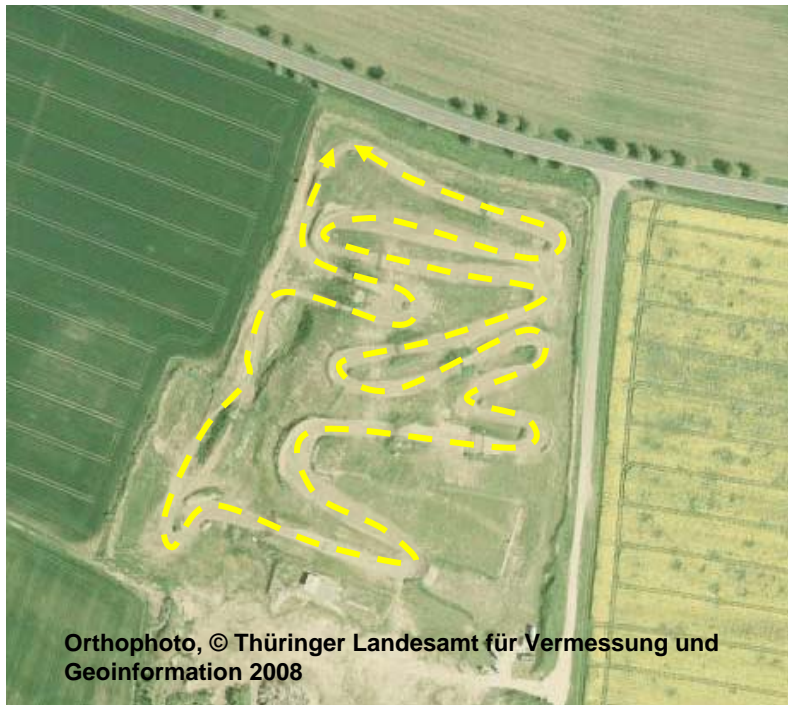 Orthophoto, © Thüringer Landesamt für Vermessung und
Geoinformation 2008